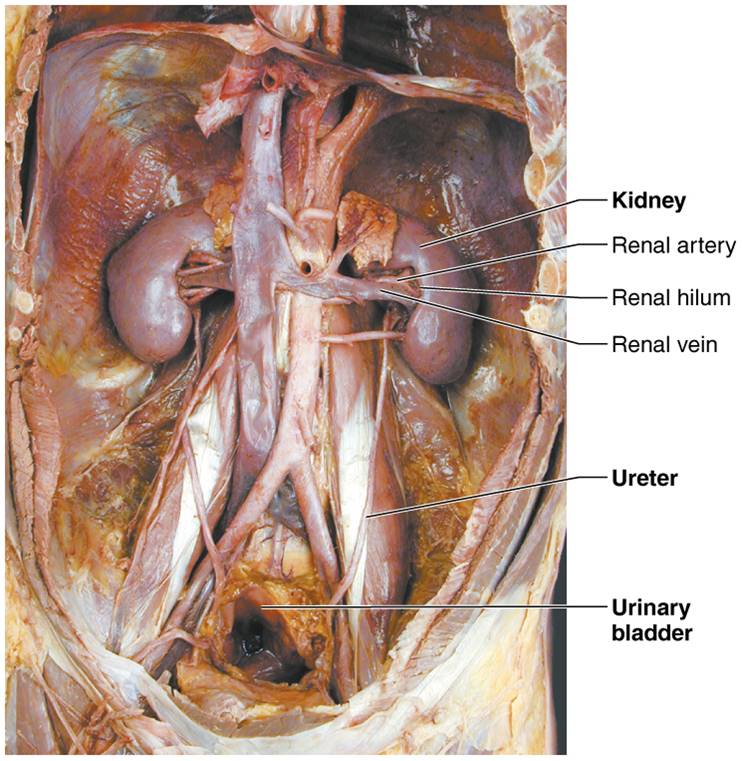 Kidney
Renal artery
Renal hilum
Renal vein
Ureter
Urinary
bladder